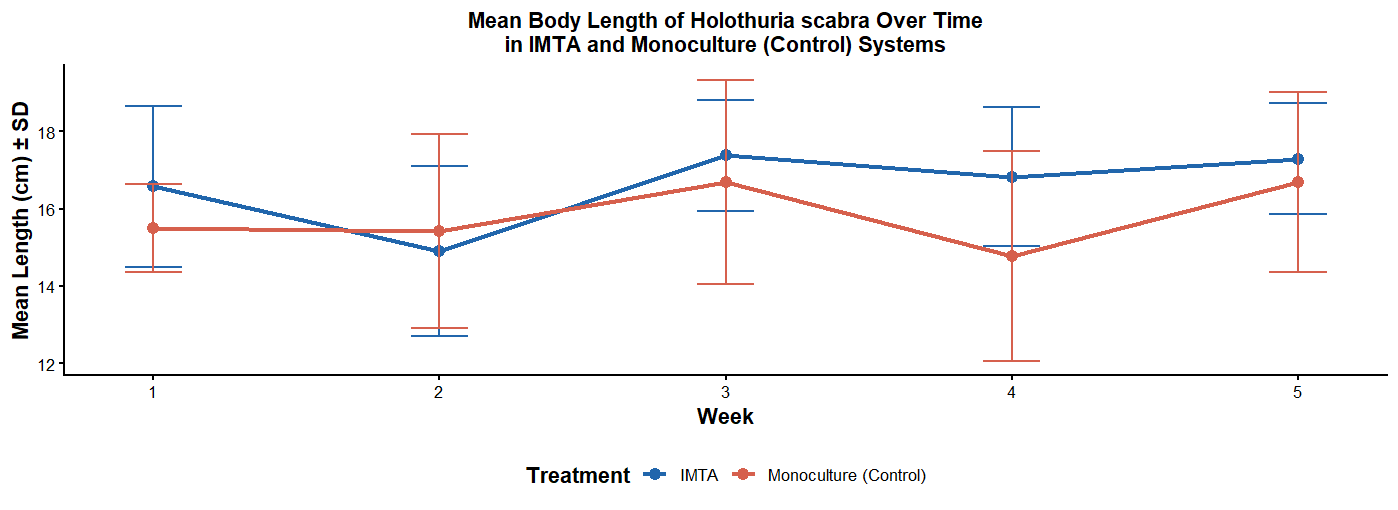 Mean Body Length of Holothuria scabra Over Time
in IMTA and Monoculture (Control) Systems
Mean Length (cm) ± SD
18
16
14
12
1 2 3 4 5
Week
Treatment IMTA Monoculture (Control)